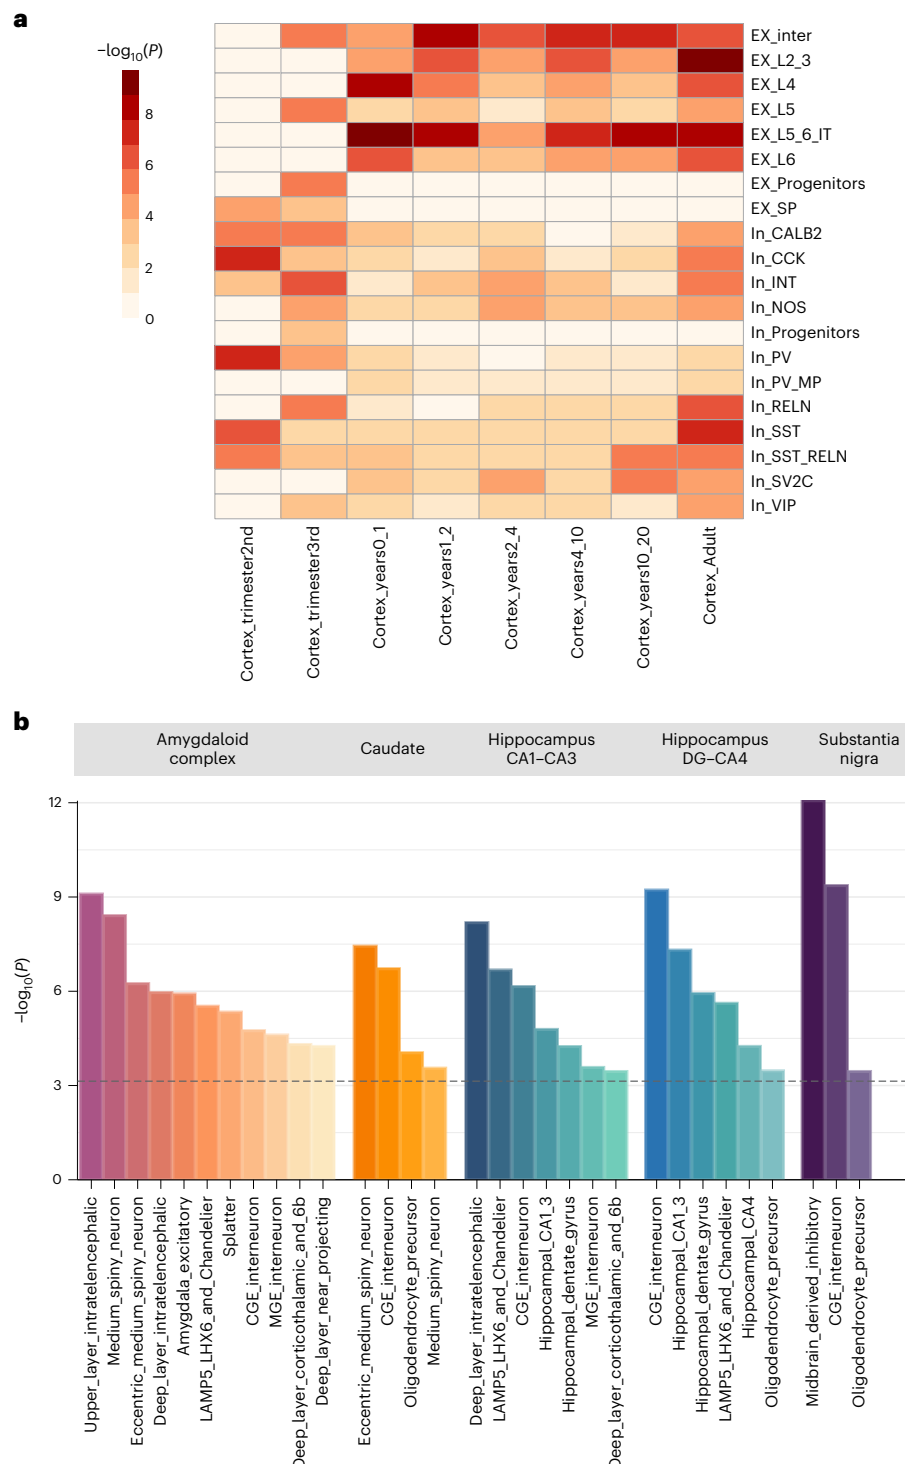 a
−log10(P)
8
6
4
2
0
EX_inter
EX_L2_3
EX_L4
EX_L5
EX_L5_6_IT
EX_L6
EX_Progenitors
EX_SP
In_CALB2
In_CCK
In_INT
In_NOS
In_Progenitors
In_PV
In_PV_MP
In_RELN
In_SST
In_SST_RELN
In_SV2C
In_VIP
Cortex_trimester2nd
Cortex_trimester3rd
Cortex_years0_1
Cortex_years1_2
Cortex_years2_4
Cortex_years4_10
Cortex_years10_20
Cortex_Adult
b
Amygdaloid
complex
Caudate
Hippocampus
CA1–CA3
Hippocampus
DG–CA4
Substantia
nigra
−log10(P)
12
9
6
3
0
Upper_layer_intratelencephalic
Medium_spiny_neuron
Eccentric_medium_spiny_neuron
Deep_layer_intratelencephalic
Amygdala_excitatory
LAMP5_LHX6_and_Chandelier
Splatter
CGE_interneuron
MGE_interneuron
Deep_layer_corticothalamic_and_6b
Deep_layer_near_projecting
Eccentric_medium_spiny_neuron
CGE_interneuron
Oligodendrocyte_precursor
Medium_spiny_neuron
Deep_layer_intratelencephalic
LAMP5_LHX6_and_Chandelier
CGE_interneuron
Hippocampal_CA1_3
Hippocampal_dentate_gyrus
MGE_interneuron
Deep_layer_corticothalamic_and_6b
CGE_interneuron
Hippocampal_CA1_3
Hippocampal_dentate_gyrus
LAMP5_LHX6_and_Chandelier
Hippocampal_CA4
Oligodendrocyte_precursor
Midbrain_derived_inhibitory
CGE_interneuron
Oligodendrocyte_precursor